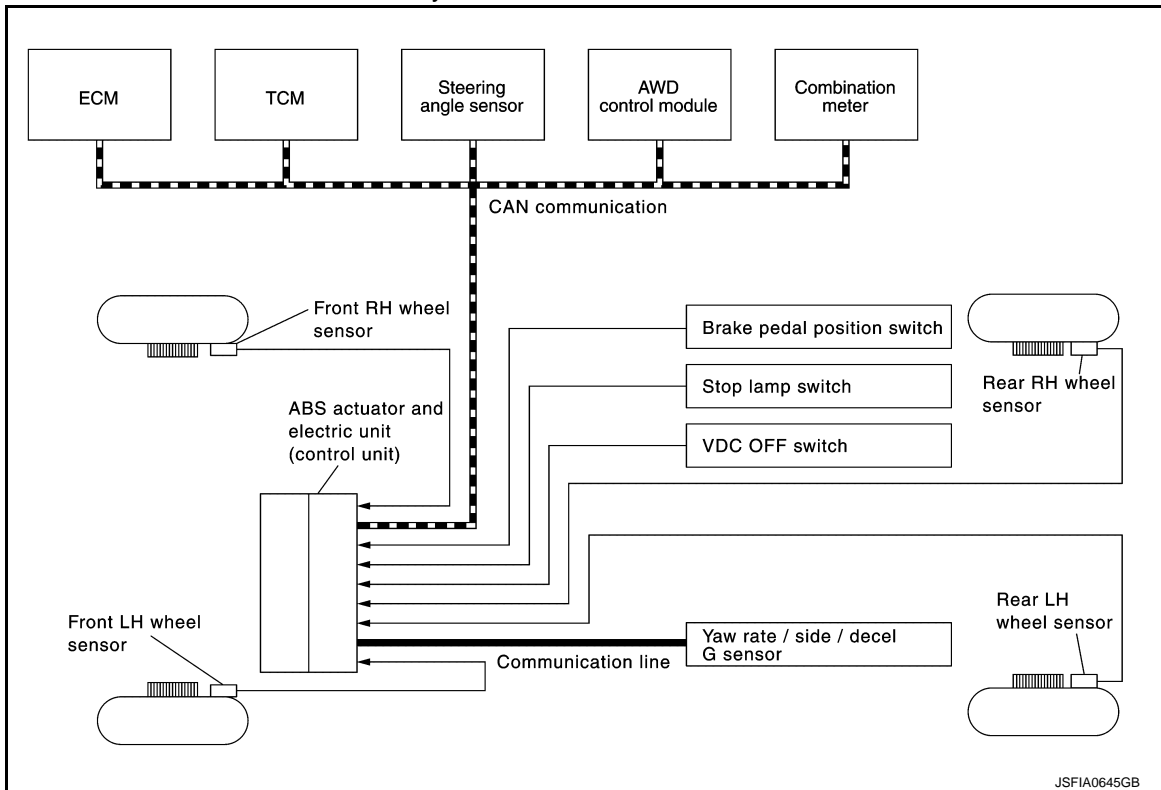 ECM
TCM
Steering
angle sensor
AWD
control module
Combination
meter
CAN communication
Front RH wheel
sensor
Brake pedal position switch
Rear RH wheel
sensor
Stop lamp switch
ABS actuator and
electric unit
(control unit)
VDC OFF switch
Front LH wheel
sensor
Rear LH
wheel sensor
Yaw rate / side / decel
G sensor
Communication line
JSFIA0645GB